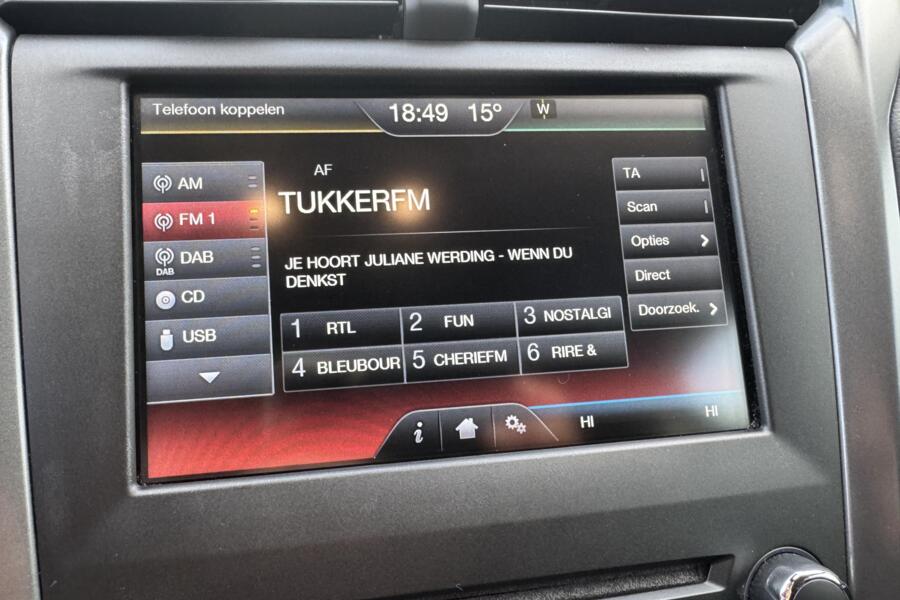 Telefoon koppelen
18:49 15° W
AF
TUKKERFM
JE HOORT JULIANE WERDING - WENN DU
DENKST
AM
FM 1
DAB
DAB
CD
USB
TA
Scan
Opties
Direct
Doorzoek.
1 RTL
2 FUN
3 NOSTALGI
4 BLEUBOUR
5 CHERIEFM
6 RIRE &
i
HI
HI